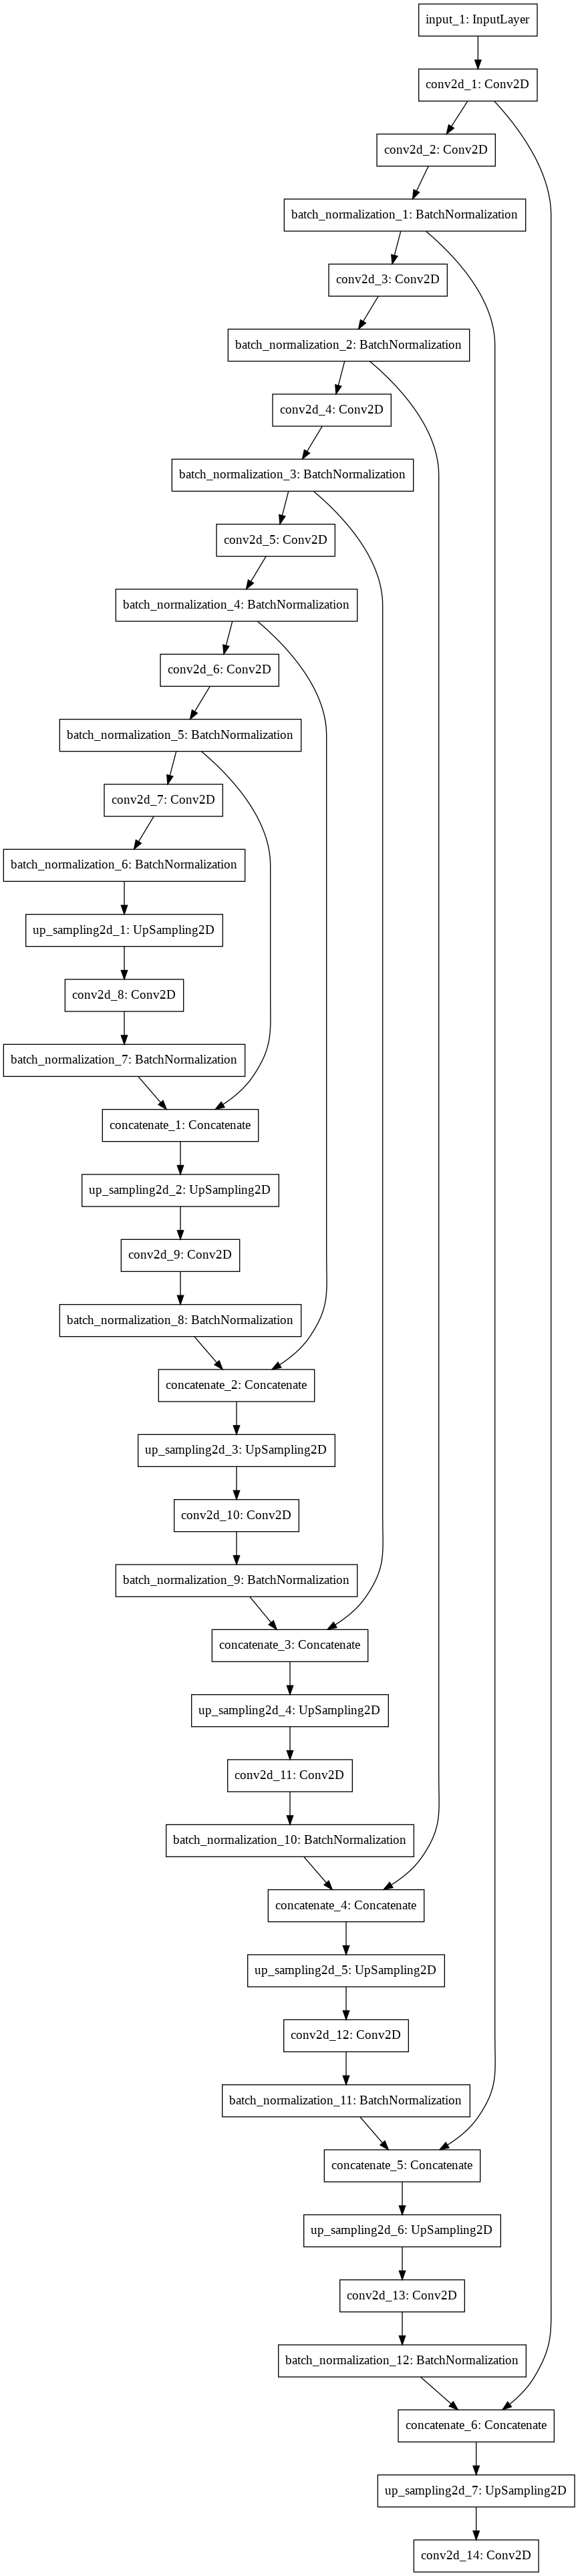 input_1: InputLayer
conv2d_1: Conv2D
conv2d_2: Conv2D
batch_normalization_1: BatchNormalization
conv2d_3: Conv2D
batch_normalization_2: BatchNormalization
conv2d_4: Conv2D
batch_normalization_3: BatchNormalization
conv2d_5: Conv2D
batch_normalization_4: BatchNormalization
conv2d_6: Conv2D
batch_normalization_5: BatchNormalization
conv2d_7: Conv2D
batch_normalization_6: BatchNormalization
up_sampling2d_1: UpSampling2D
conv2d_8: Conv2D
batch_normalization_7: BatchNormalization
concatenate_1: Concatenate
up_sampling2d_2: UpSampling2D
conv2d_9: Conv2D
batch_normalization_8: BatchNormalization
concatenate_2: Concatenate
up_sampling2d_3: UpSampling2D
conv2d_10: Conv2D
batch_normalization_9: BatchNormalization
concatenate_3: Concatenate
up_sampling2d_4: UpSampling2D
conv2d_11: Conv2D
batch_normalization_10: BatchNormalization
concatenate_4: Concatenate
up_sampling2d_5: UpSampling2D
conv2d_12: Conv2D
batch_normalization_11: BatchNormalization
concatenate_5: Concatenate
up_sampling2d_6: UpSampling2D
conv2d_13: Conv2D
batch_normalization_12: BatchNormalization
concatenate_6: Concatenate
up_sampling2d_7: UpSampling2D
conv2d_14: Conv2D